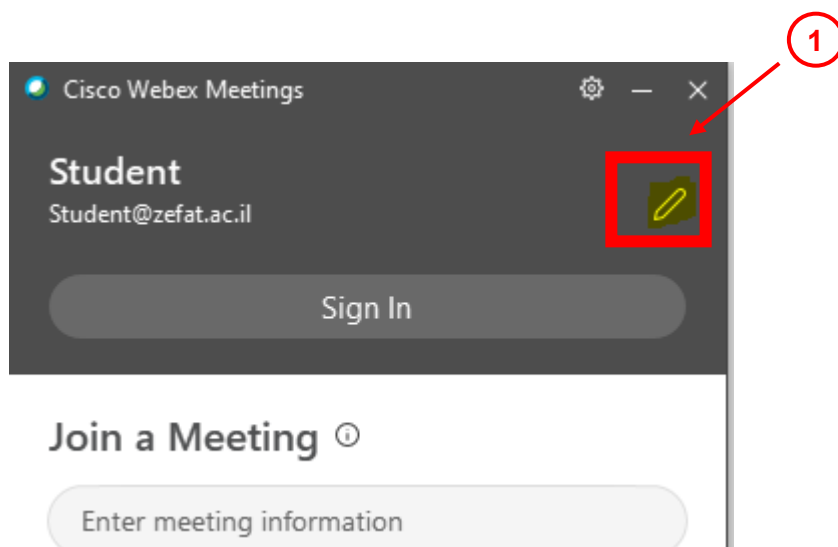 1
Cisco Webex Meetings
Student
Student@zefat.ac.il
Sign In
Join a Meeting
Enter meeting information